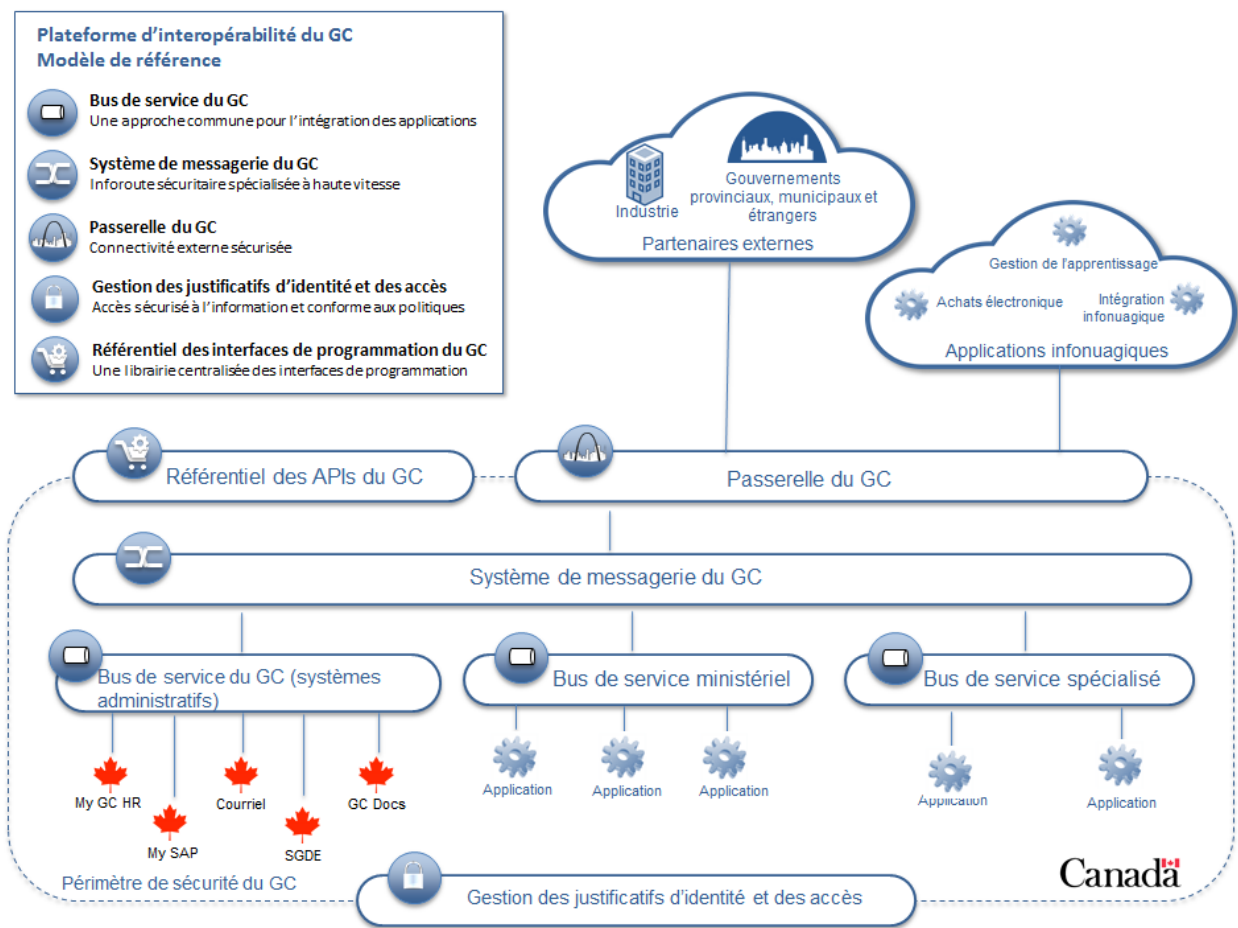 Plateforme d'interopérabilité du GC
Modèle de référence
Bus de service du GC
Une approche commune pour l'intégration des applications
Système de messagerie du GC
Inforoute sécuritaire spécialisée à haute vitesse
Passerelle du GC
Connectivité externe sécurisée
Gestion des justificatifs d'identité et des accès
Accès sécurisé à l'information et conforme aux politiques
Référentiel des interfaces de programmation du GC
Une librairie centralisée des interfaces de programmation
Industrie
Gouvernements
provinciaux, municipaux et
étrangers
Partenaires externes
Gestion de l'apprentissage
Achats électronique
Intégration
infonuagique
Applications infonuagiques
Référentiel des APIs du GC
Passerelle du GC
Système de messagerie du GC
Bus de service du GC (systèmes
administratifs)
Bus de service ministériel
Bus de service spécialisé
My GC HR
My SAP
Courriel
SGDE
GC Docs
Application
Application
Application
Application
Application
Périmètre de sécurité du GC
Gestion des justificatifs d'identité et des accès
Canada